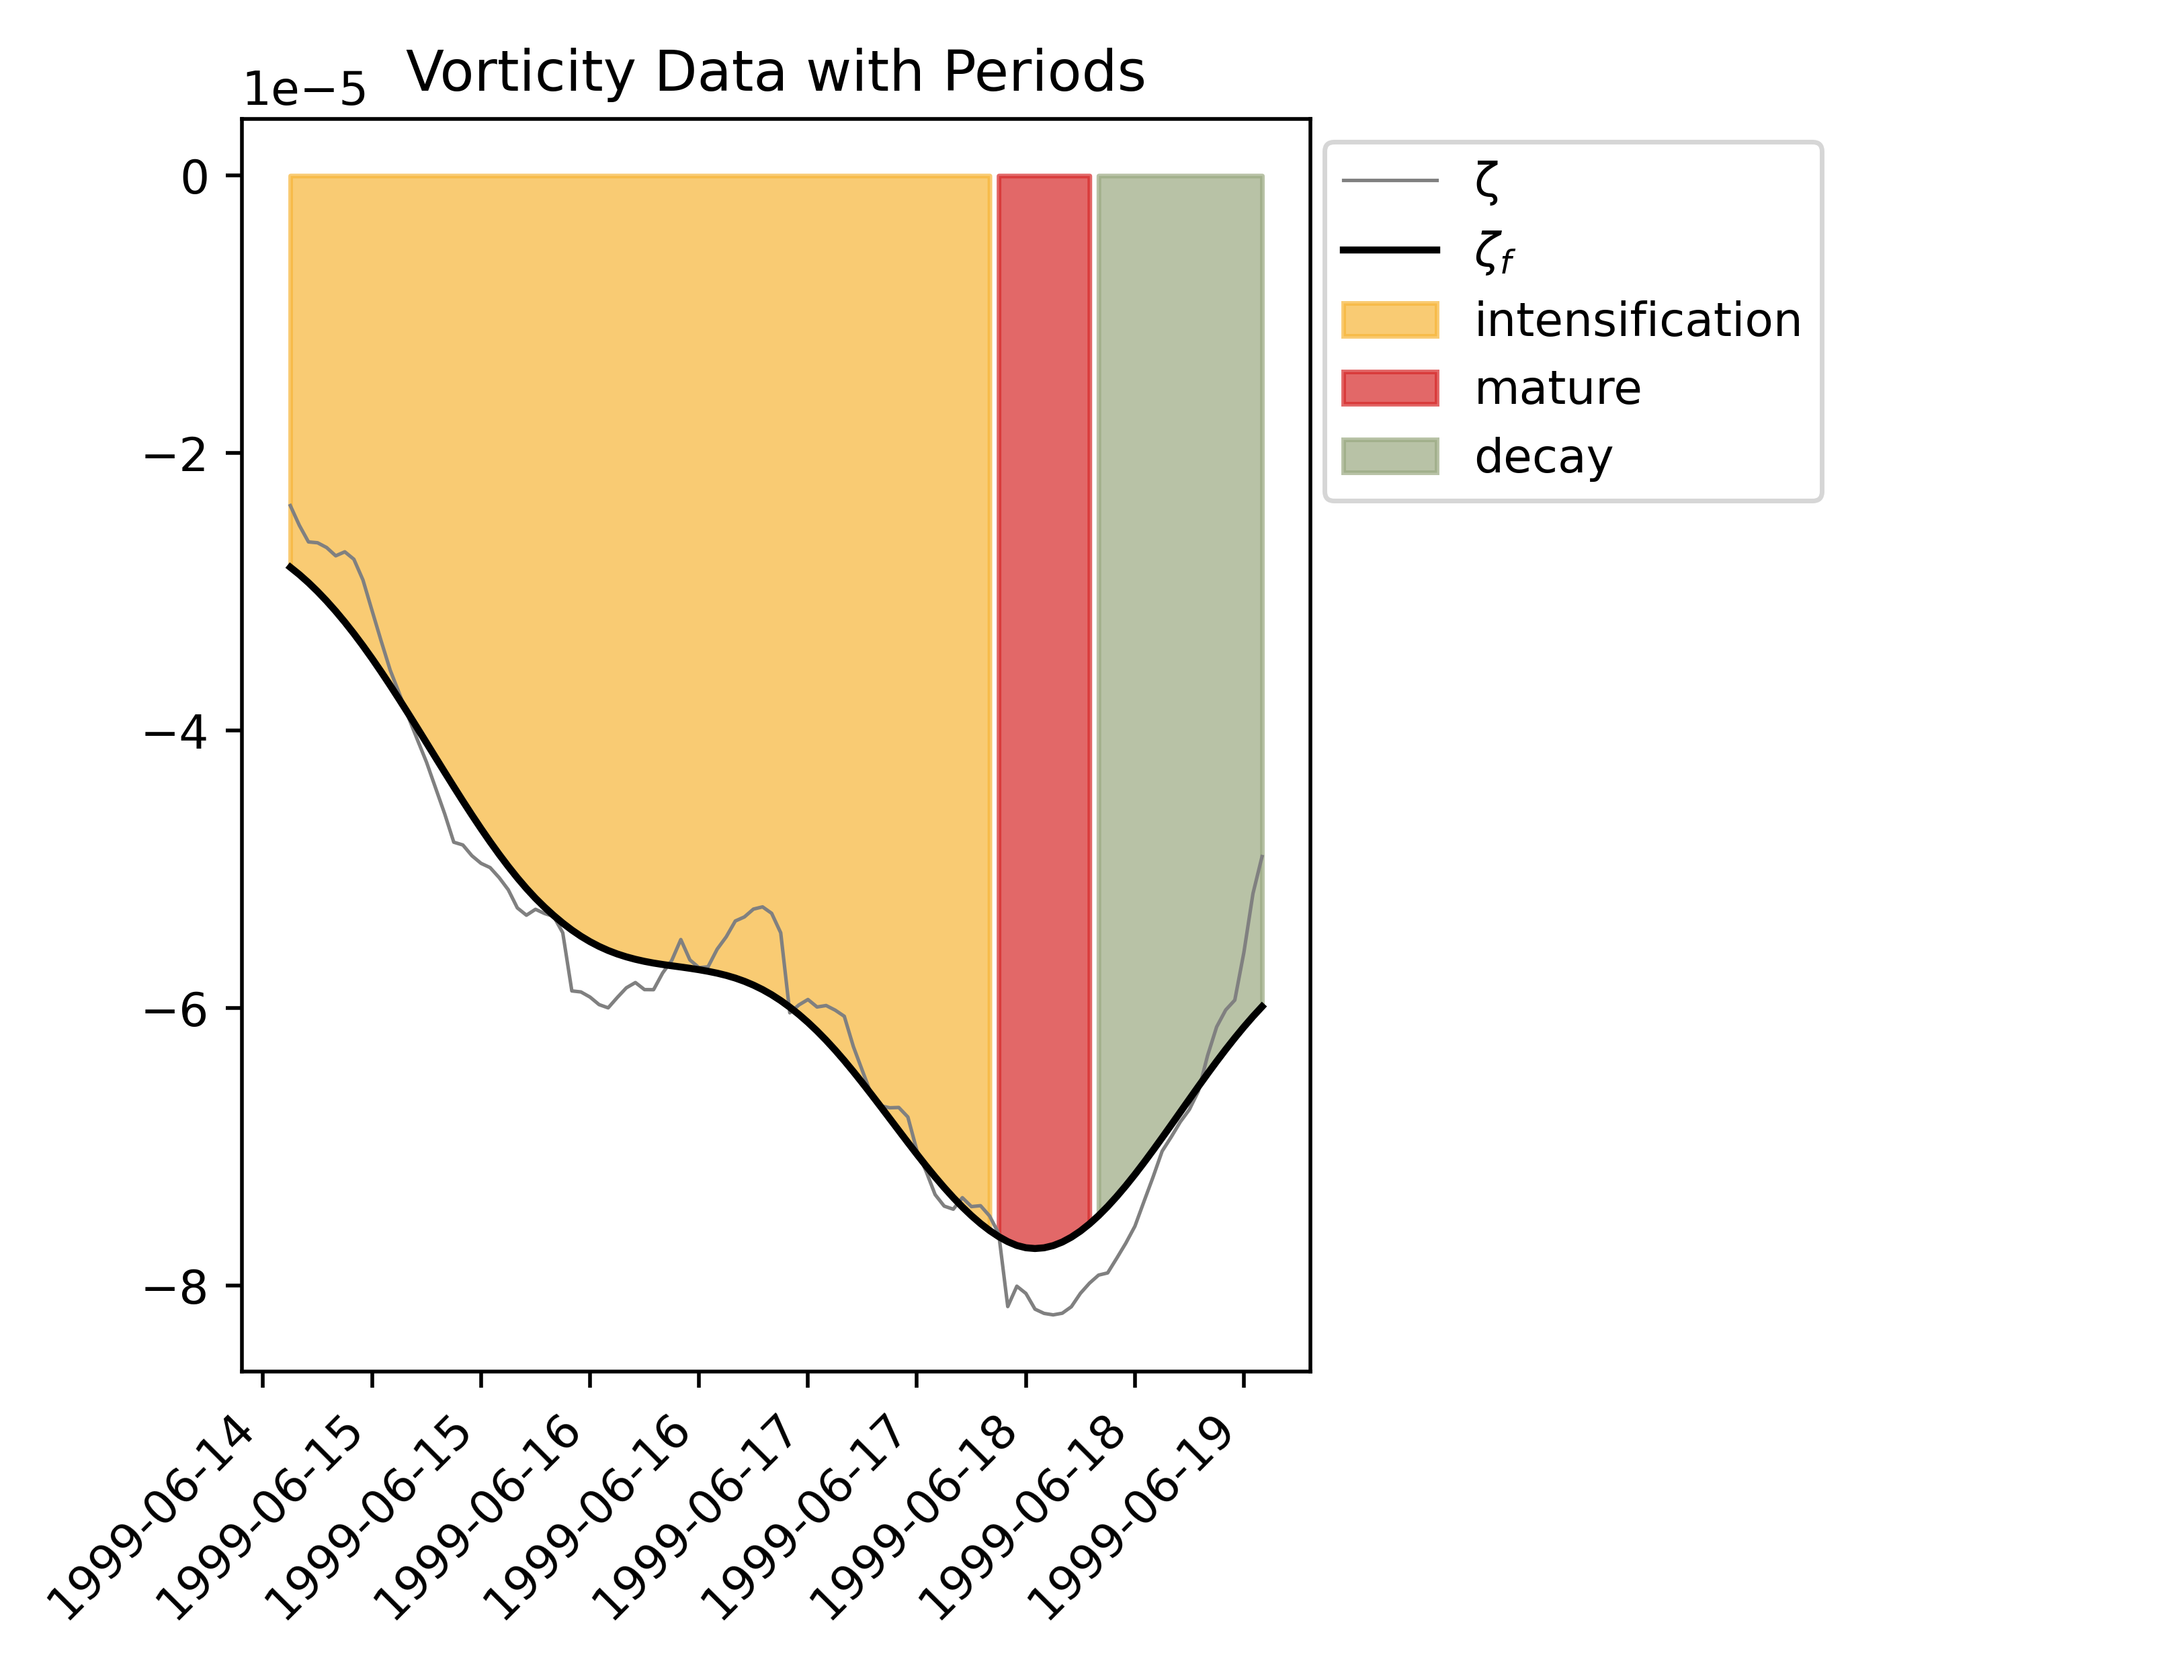 Vorticity Data with Periods
1e−5
0
−2
−4
−6
−8
1999-06-14
1999-06-15
1999-06-15
1999-06-16
1999-06-16
1999-06-17
1999-06-17
1999-06-18
1999-06-18
1999-06-19
ζ
ζf
intensification
mature
decay